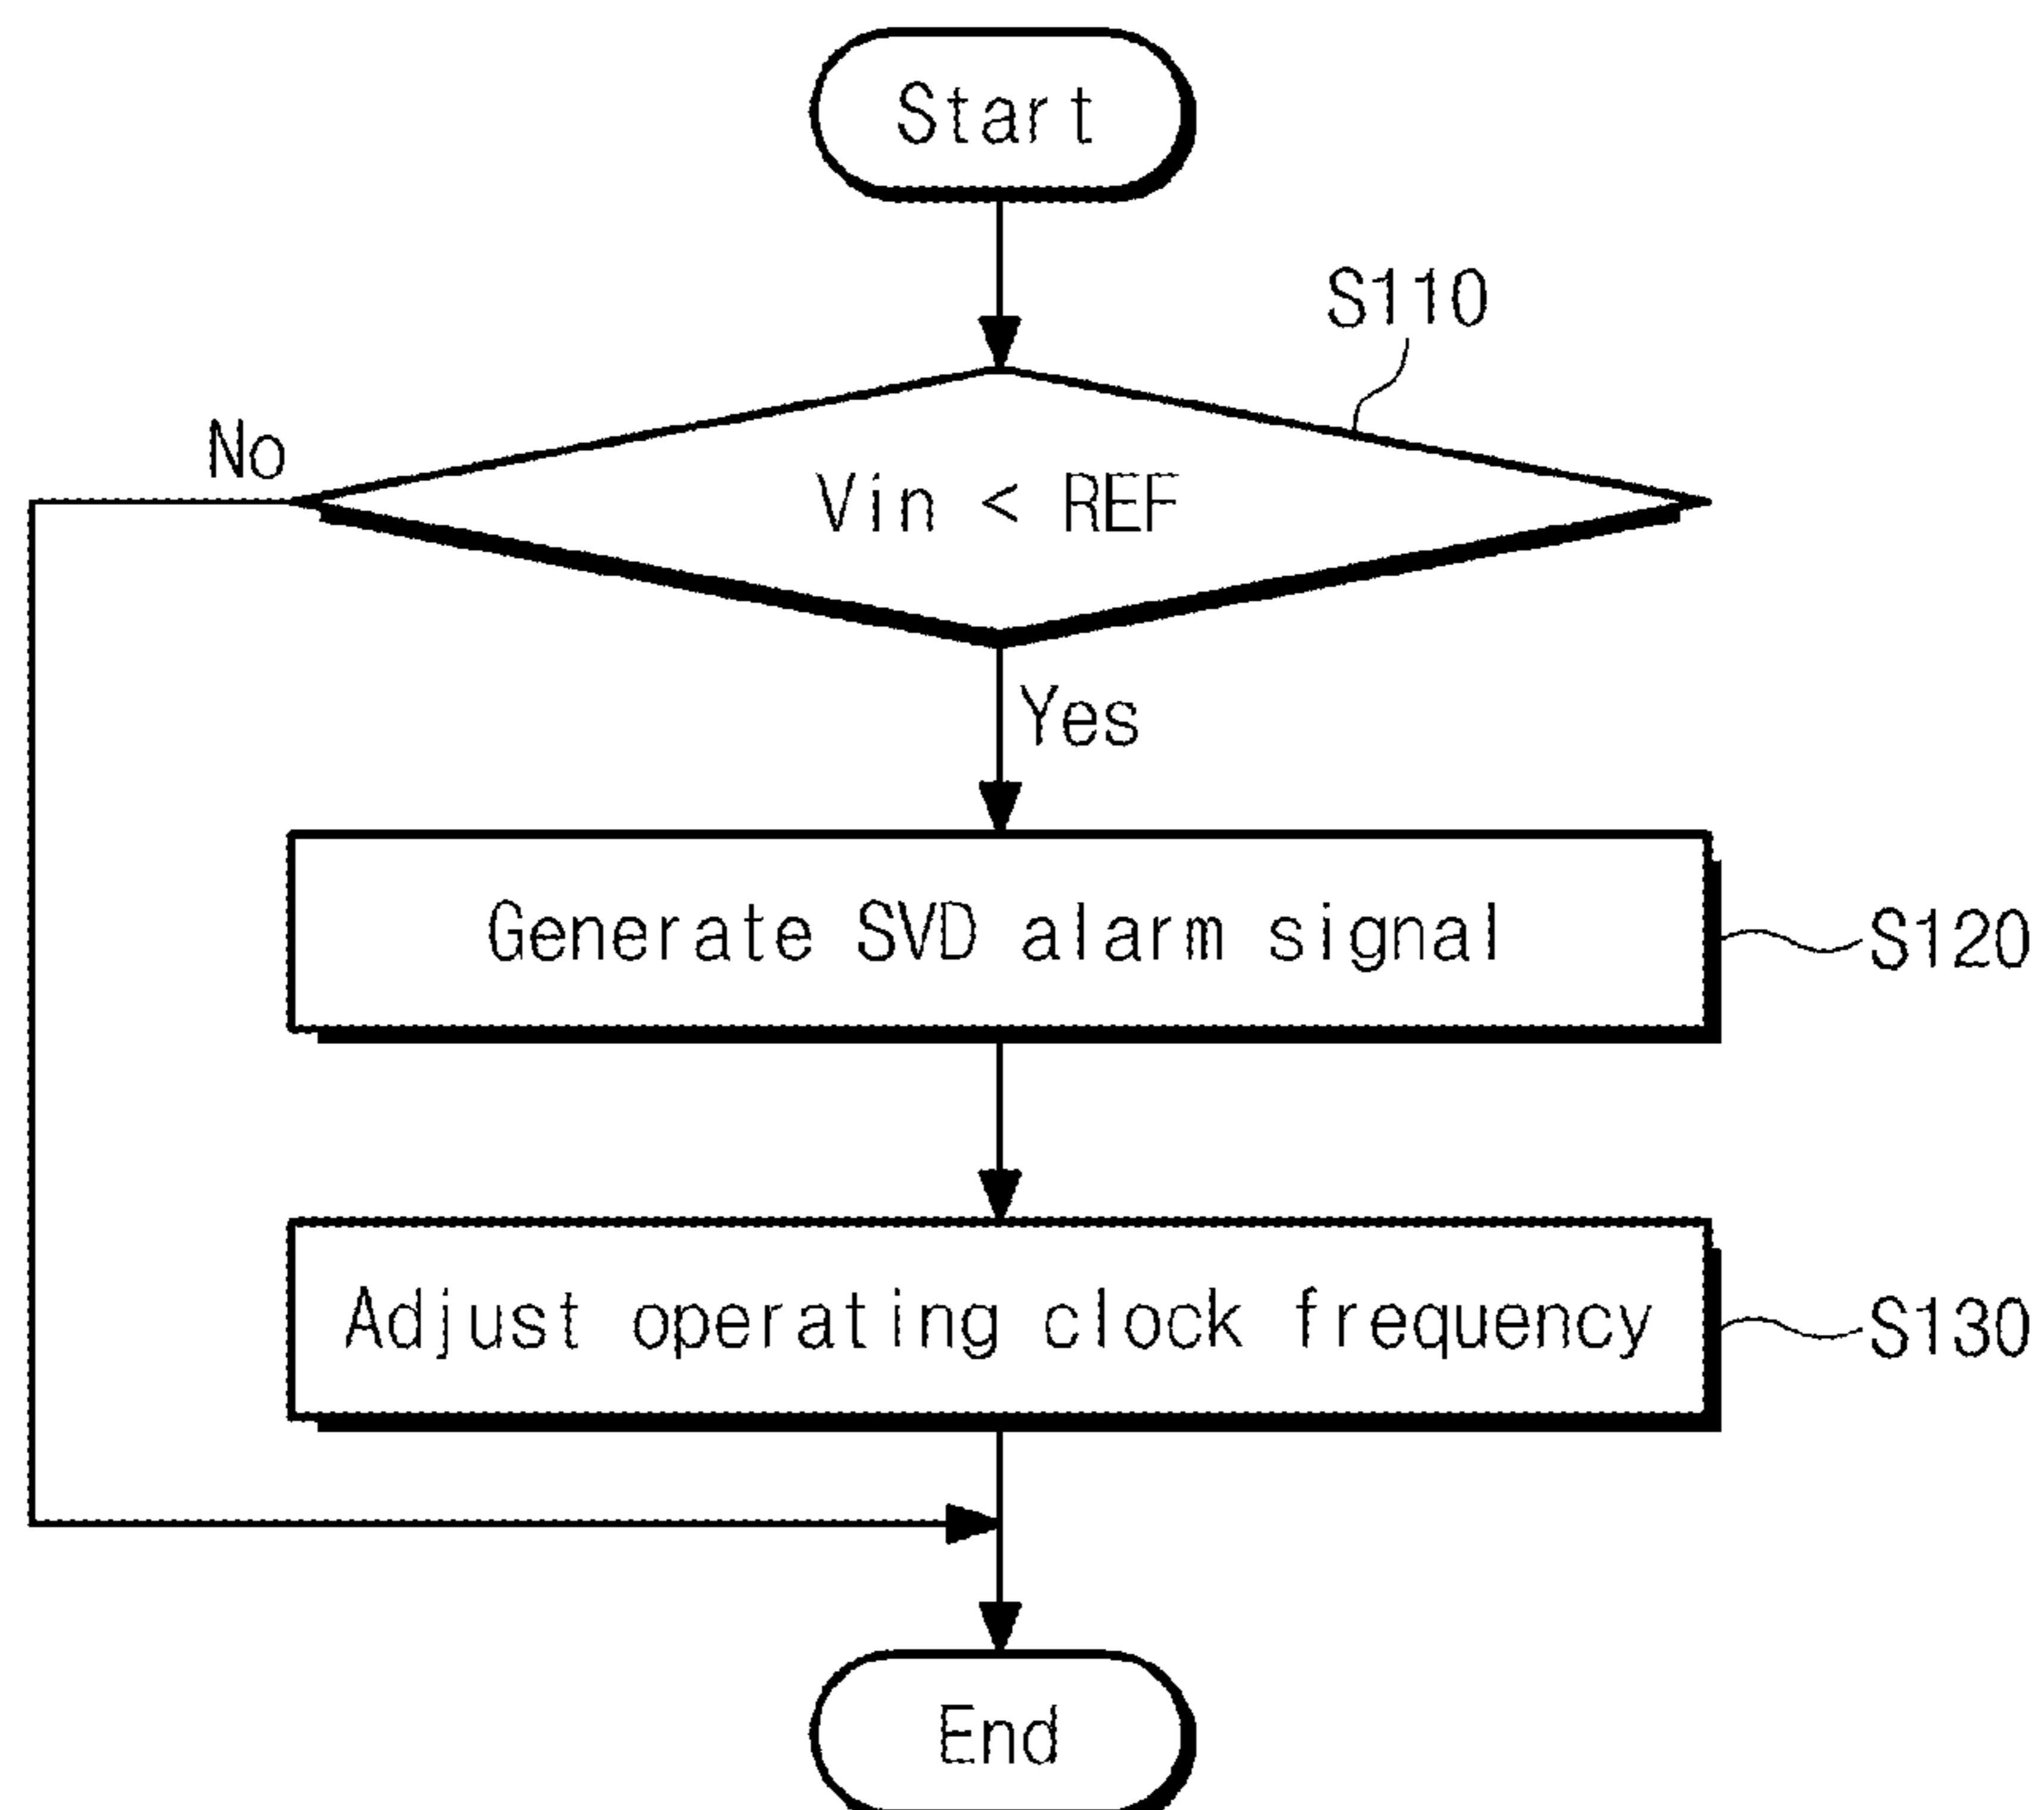 Start
S110
No
Vin < REF
Yes
Generate SVD alarm signal
S120
Adjust operating clock frequency
S130
End